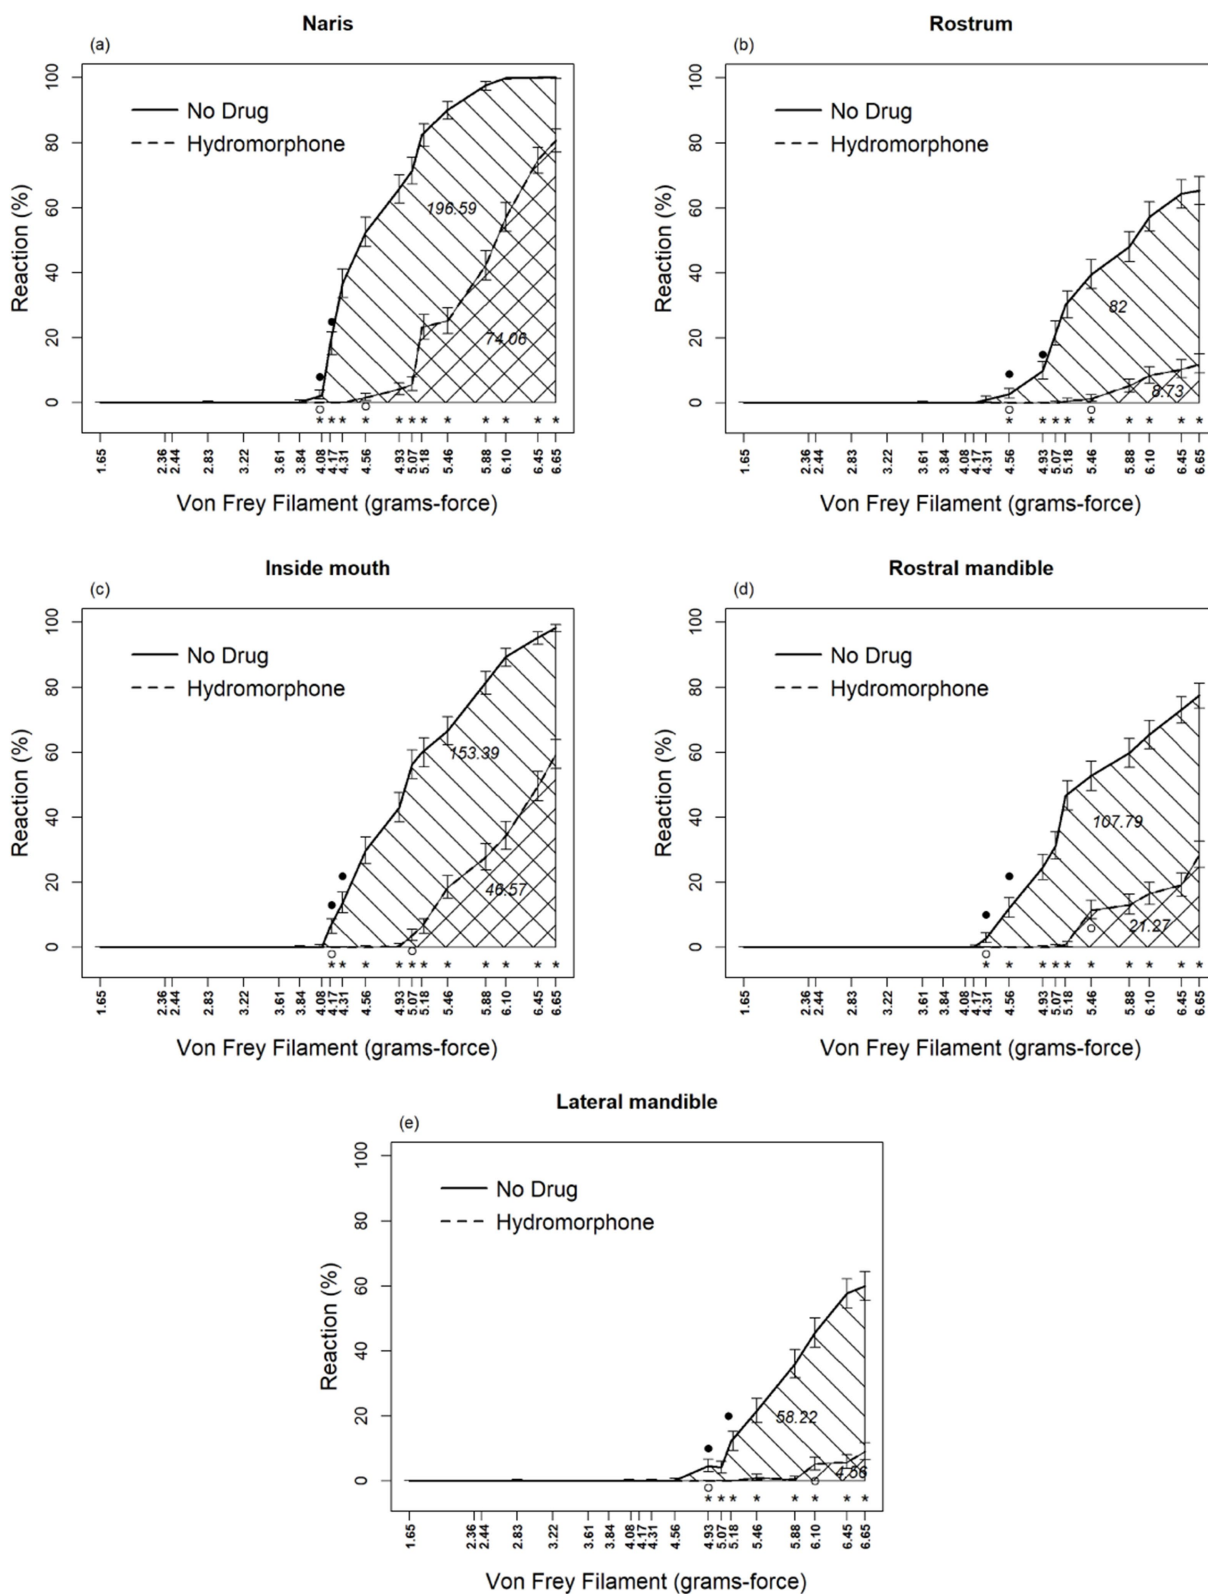 Naris
(a)
No Drug
Hydromorphone
196.59
74.06
Reaction (%)
0 20 40 60 80 100
* * * * * * * * * * * *
1.65 2.36 2.44 2.83 3.22 3.61 3.84 4.08 4.17 4.31 4.56 4.93 5.07 5.18 5.46 5.88 6.10 6.45 6.65
Von Frey Filament (grams-force)
Rostrum
(b)
No Drug
Hydromorphone
82
8.73
Reaction (%)
0 20 40 60 80 100
* * * * * * * * *
1.65 2.36 2.44 2.83 3.22 3.61 3.84 4.08 4.17 4.31 4.56 4.93 5.07 5.18 5.46 5.88 6.10 6.45 6.65
Von Frey Filament (grams-force)
Inside mouth
(c)
No Drug
Hydromorphone
153.39
46.57
Reaction (%)
0 20 40 60 80 100
* * * * * * * * * * *
1.65 2.36 2.44 2.83 3.22 3.61 3.84 4.08 4.17 4.31 4.56 4.93 5.07 5.18 5.46 5.88 6.10 6.45 6.65
Von Frey Filament (grams-force)
Rostral mandible
(d)
No Drug
Hydromorphone
107.79
21.27
Reaction (%)
0 20 40 60 80 100
* * * * * * * * * *
1.65 2.36 2.44 2.83 3.22 3.61 3.84 4.08 4.17 4.31 4.56 4.93 5.07 5.18 5.46 5.88 6.10 6.45 6.65
Von Frey Filament (grams-force)
Lateral mandible
(e)
No Drug
Hydromorphone
58.22
4.56
Reaction (%)
0 20 40 60 80 100
* * * * * * * *
1.65 2.36 2.44 2.83 3.22 3.61 3.84 4.08 4.17 4.31 4.56 4.93 5.07 5.18 5.46 5.88 6.10 6.45 6.65
Von Frey Filament (grams-force)